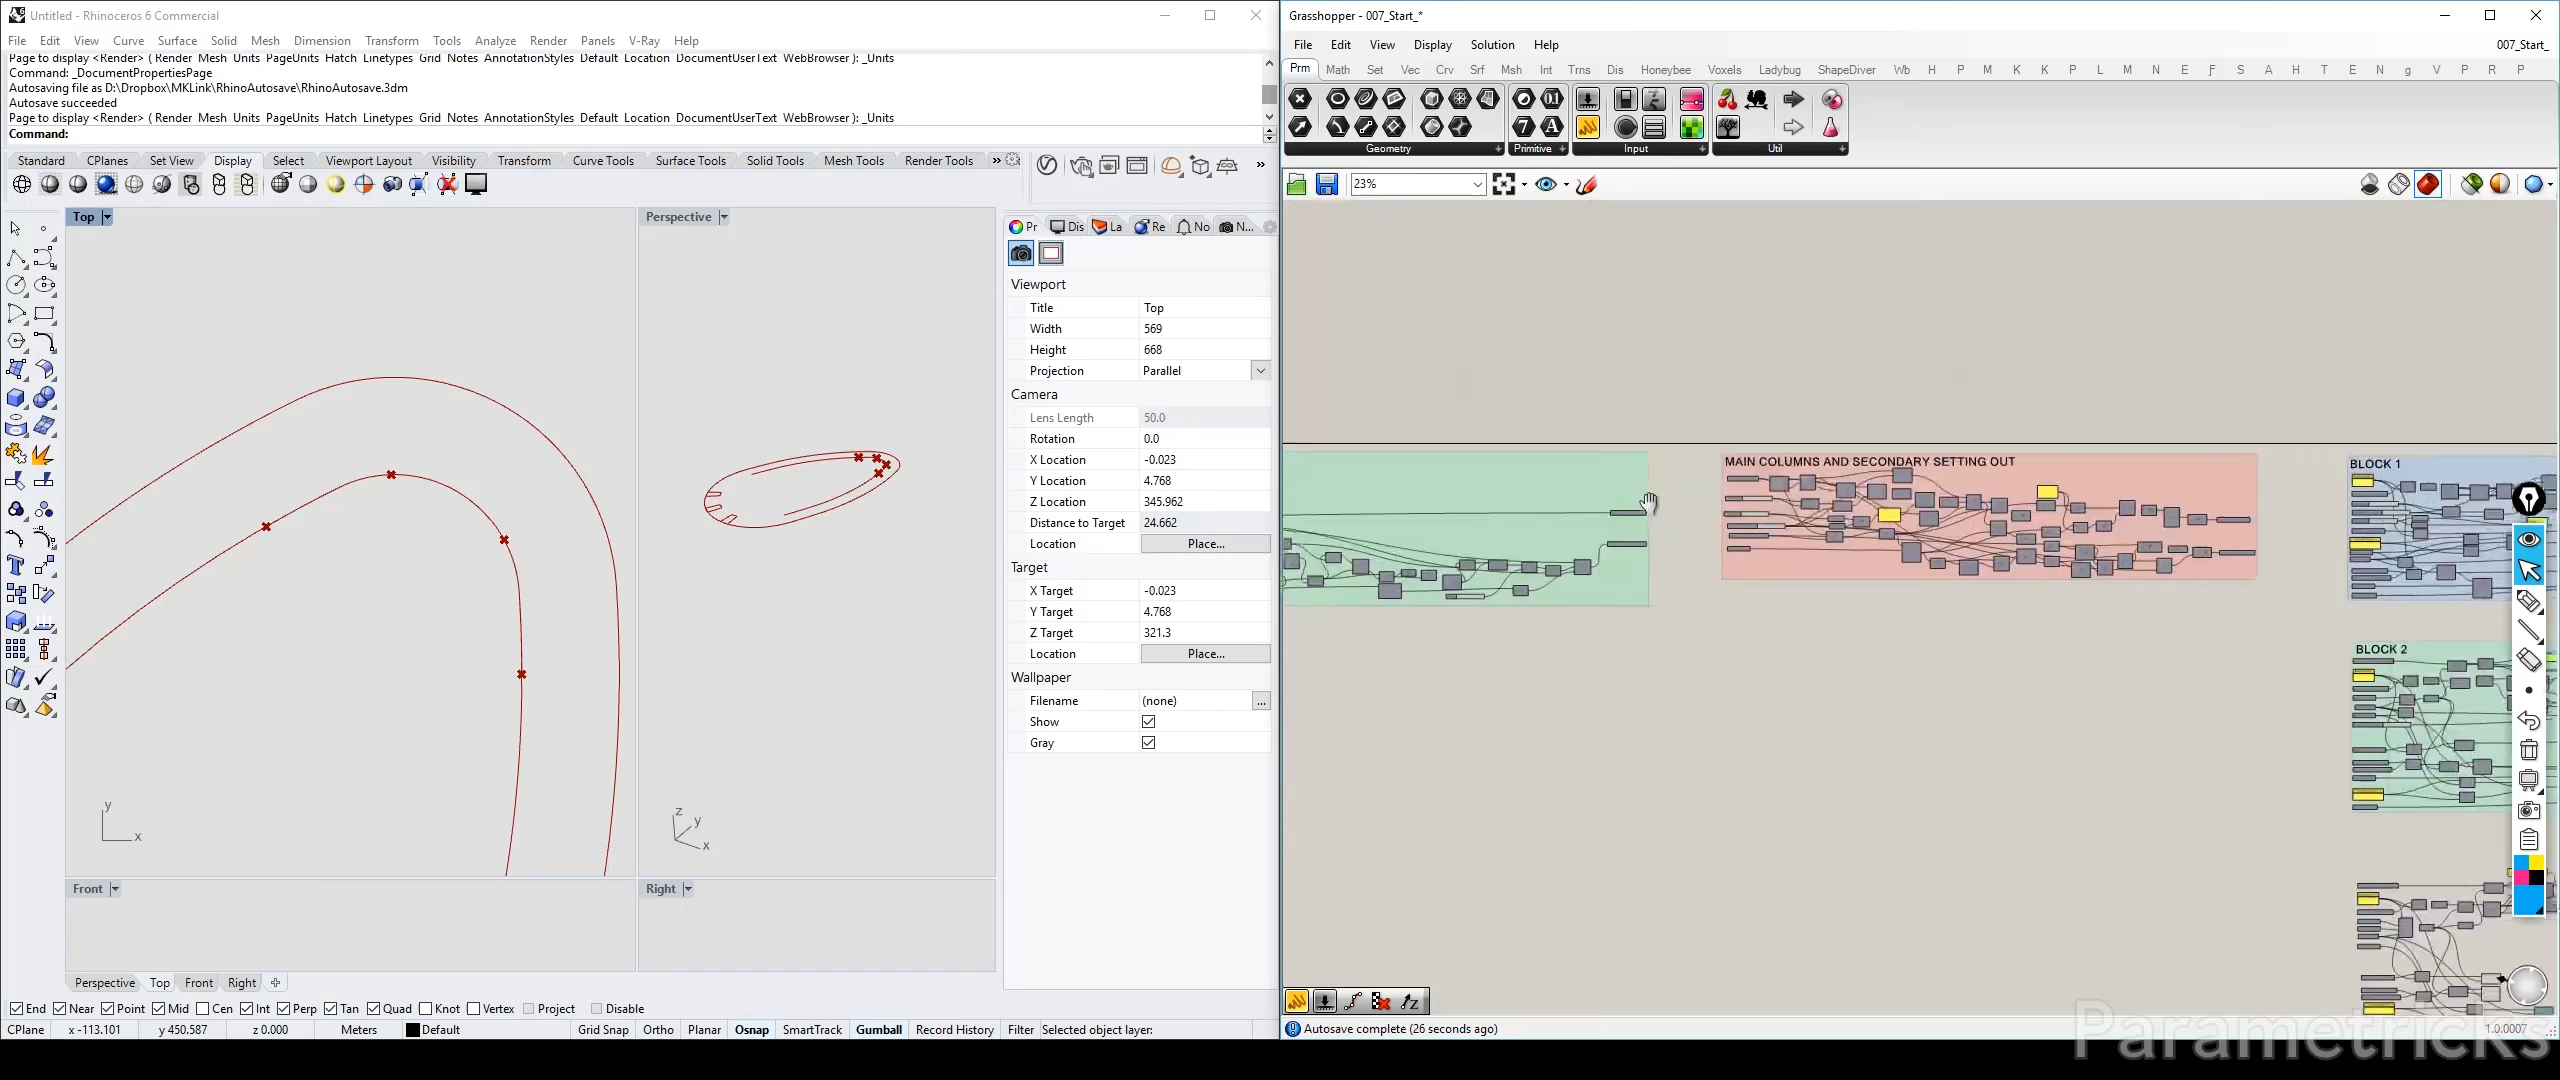 Untitled - Rhinoceros 6 Commercial
File Edit View Curve Surface Solid Mesh Dimension Transform Tools Analyze Render Panels V-Ray Help
Page to display <Render> ( Render Mesh Units PageUnits Hatch Linetypes Grid Notes AnnotationStyles Default Location DocumentUserText WebBrowser ): _Units
Command: _DocumentPropertiesPage
Autosaving file as D:\Dropbox\MKLink\RhinoAutosave\RhinoAutosave.3dm
Autosave succeeded
Page to display <Render> ( Render Mesh Units PageUnits Hatch Linetypes Grid Notes AnnotationStyles Default Location DocumentUserText WebBrowser ): _Units
Command:
Standard CPlanes Set View Display Select Viewport Layout Visibility Transform Curve Tools Surface Tools Solid Tools Mesh Tools Render Tools »
Top
Perspective
Pr Dis La Re No N...
Viewport
Title Top
Width 569
Height 668
Projection Parallel
Camera
Lens Length 50.0
Rotation 0.0
X Location -0.023
Y Location 4.768
Z Location 345.962
Distance to Target 24.662
Location Place...
Target
X Target -0.023
Y Target 4.768
Z Target 321.3
Location Place...
Wallpaper
Filename (none) ...
Show
Gray
y
x
z
y
x
Front
Right
Perspective Top Front Right
End Near Point Mid Cen Int Perp Tan Quad Knot Vertex Project Disable
CPlane x -113.101 y 450.587 z 0.000 Meters Default Grid Snap Ortho Planar Osnap SmartTrack Gumball Record History Filter Selected object layer:
Grasshopper - 007_Start_*
File Edit View Display Solution Help 007_Start_
Prm Math Set Vec Crv Srf Msh Int Trns Dis Honeybee Voxels Ladybug ShapeDiver Wb H P M K K P L M N E F S A H T E N g V P R P
Geometry Primitive Input Util
23%
MAIN COLUMNS AND SECONDARY SETTING OUT
BLOCK 1
BLOCK 2
Autosave complete (26 seconds ago)
1.0.0007
Parametricks